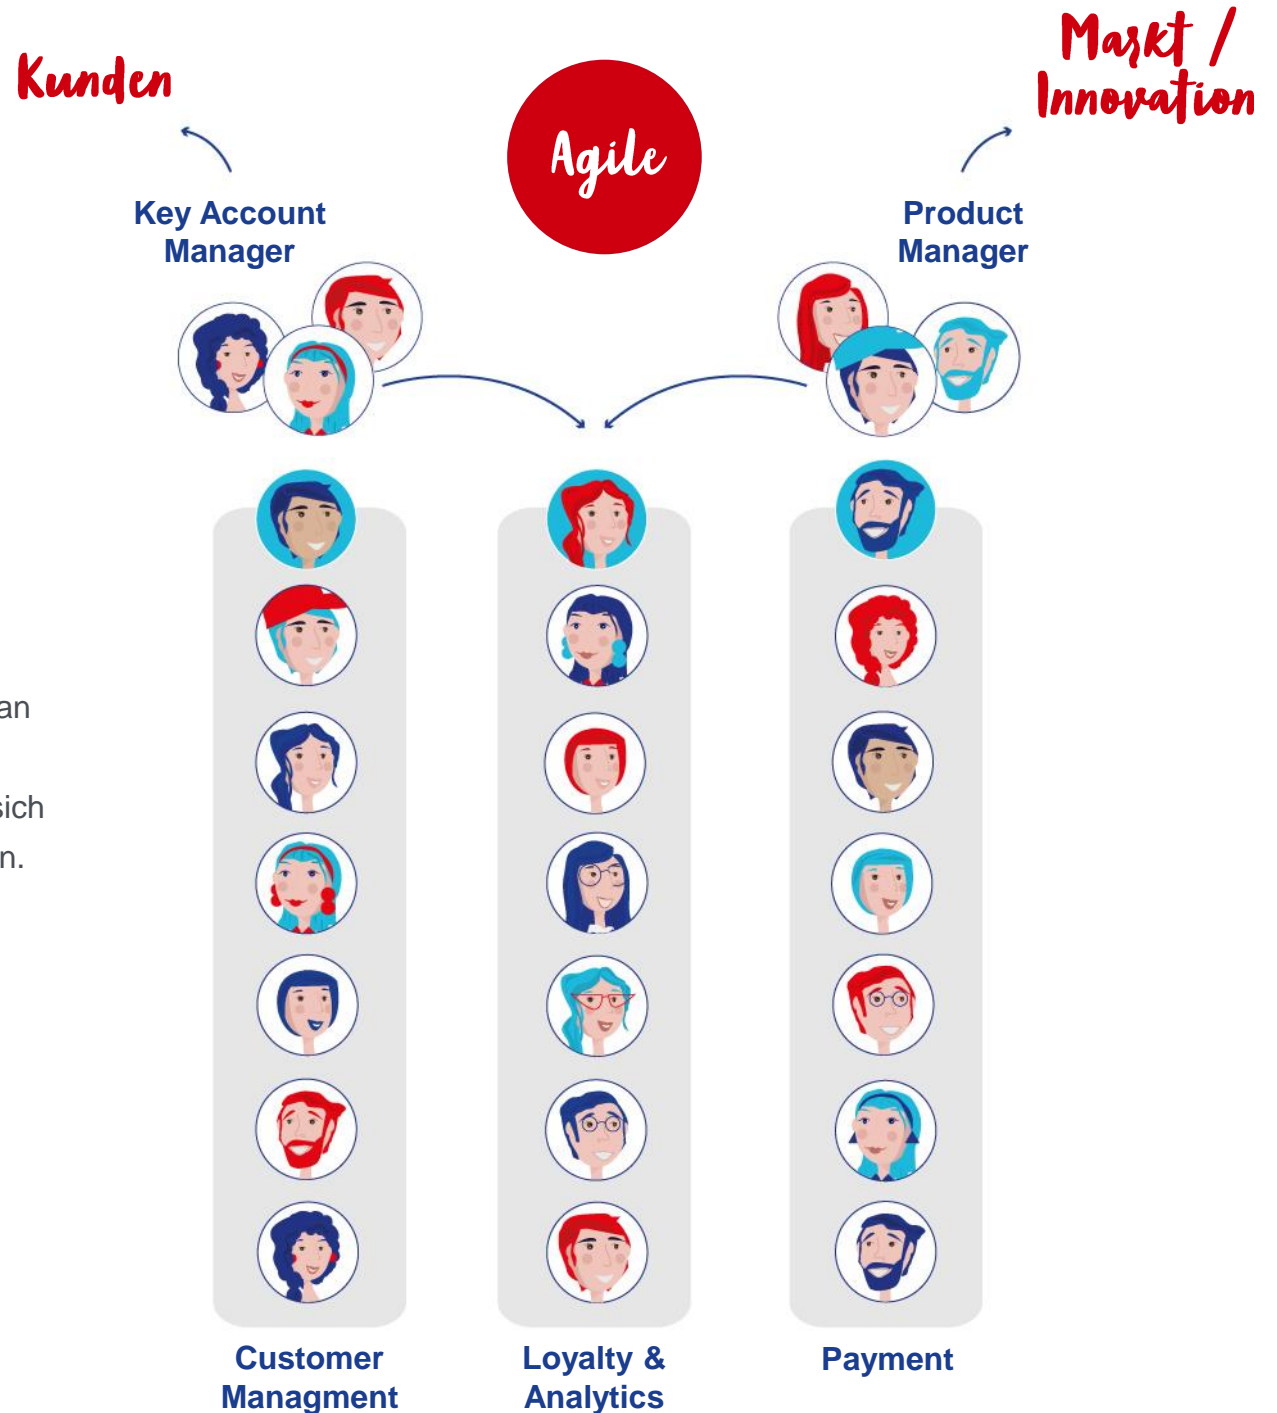 Kunden
Markt /
Innovation
Agile
Key Account
Manager
Product
Manager
an
sich
n.
Customer
Managment
Loyalty &
Analytics
Payment